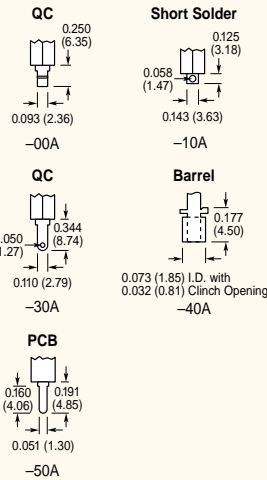 QC
0.250
(6.35)
0.093 (2.36)
–00A
Short Solder
0.125
(3.18)
0.058
(1.47)
0.143 (3.63)
–10A
QC
0.344
(8.74)
.050
1.27)
0.110 (2.79)
–30A
Barrel
0.177
(4.50)
0.073 (1.85) I.D. with
0.032 (0.81) Clinch Opening
–40A
PCB
0.160
(4.06)
0.191
(4.85)
0.051 (1.30)
–50A